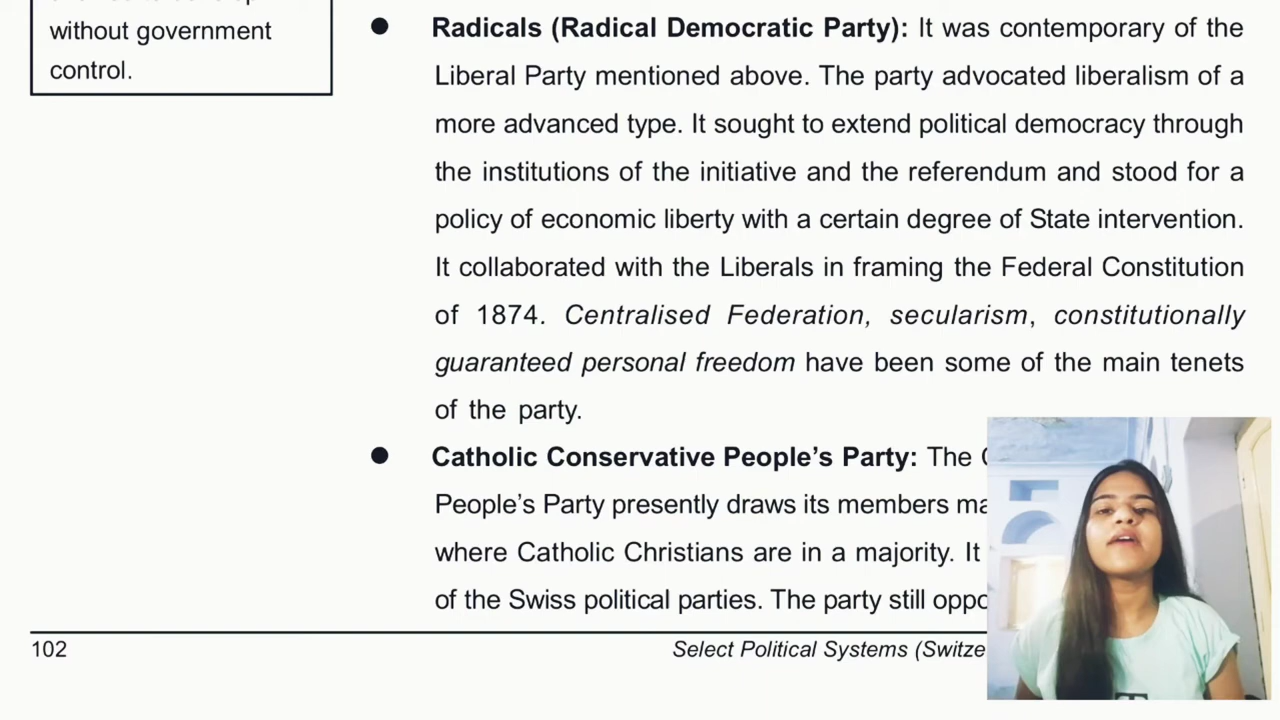 without government
control.
● Radicals (Radical Democratic Party): It was contemporary of the
Liberal Party mentioned above. The party advocated liberalism of a
more advanced type. It sought to extend political democracy through
the institutions of the initiative and the referendum and stood for a
policy of economic liberty with a certain degree of State intervention.
It collaborated with the Liberals in framing the Federal Constitution
of 1874. Centralised Federation, secularism, constitutionally
guaranteed personal freedom have been some of the main tenets
of the party.
● Catholic Conservative People’s Party: The
People’s Party presently draws its members
where Catholic Christians are in a majority. It
of the Swiss political parties. The party still
102
Select Political Systems